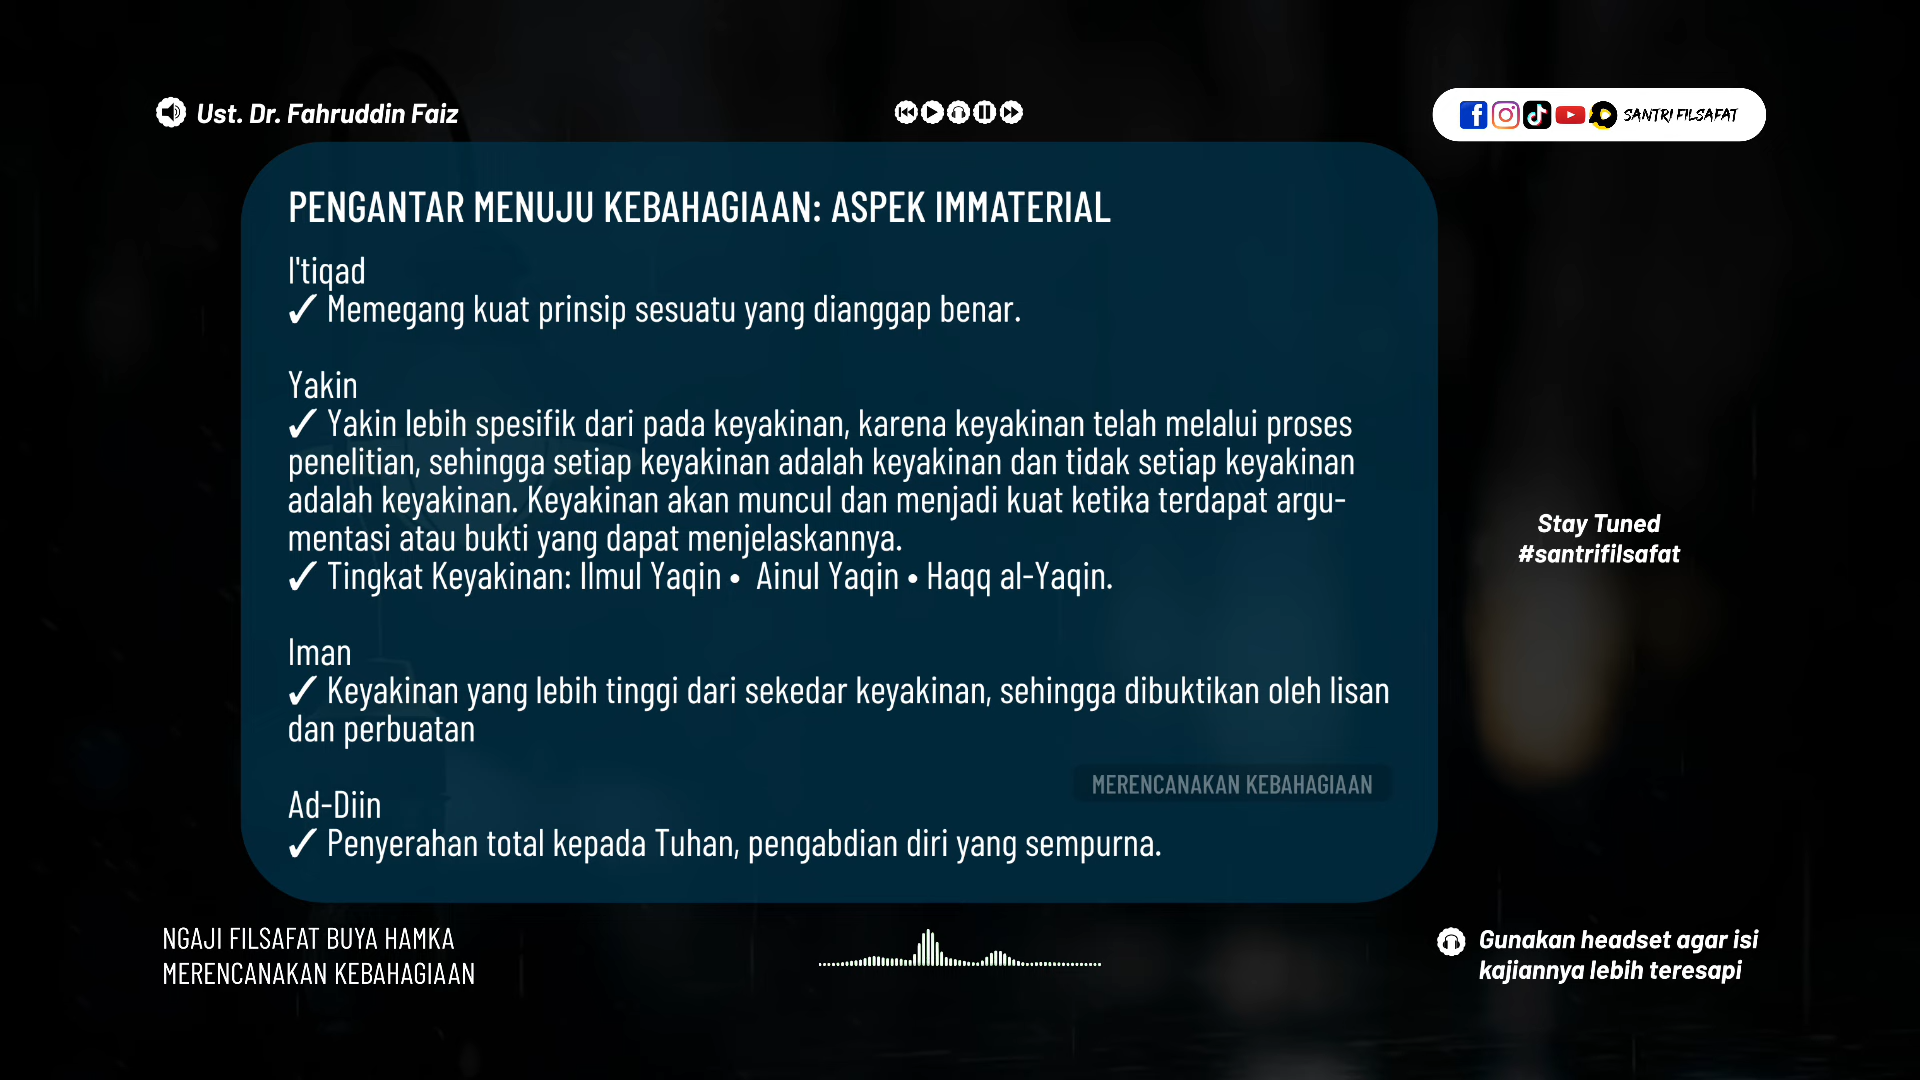 Ust. Dr. Fahruddin Faiz
SANTRI FILSAFAT
PENGANTAR MENUJU KEBAHAGIAAN: ASPEK IMMATERIAL
I'tiqad
✓ Memegang kuat prinsip sesuatu yang dianggap benar.
Yakin
✓ Yakin lebih spesifik dari pada keyakinan, karena keyakinan telah melalui proses
penelitian, sehingga setiap keyakinan adalah keyakinan dan tidak setiap keyakinan
adalah keyakinan. Keyakinan akan muncul dan menjadi kuat ketika terdapat argu-
mentasi atau bukti yang dapat menjelaskannya.
✓ Tingkat Keyakinan: Ilmul Yaqin • Ainul Yaqin • Haqq al-Yaqin.
Iman
✓ Keyakinan yang lebih tinggi dari sekedar keyakinan, sehingga dibuktikan oleh lisan
dan perbuatan
MERENCANAKAN KEBAHAGIAAN
Ad-Diin
✓ Penyerahan total kepada Tuhan, pengabdian diri yang sempurna.
Stay Tuned
#santrifilsafat
NGAJI FILSAFAT BUYA HAMKA
MERENCANAKAN KEBAHAGIAAN
Gunakan headset agar isi
kajiannya lebih teresapi